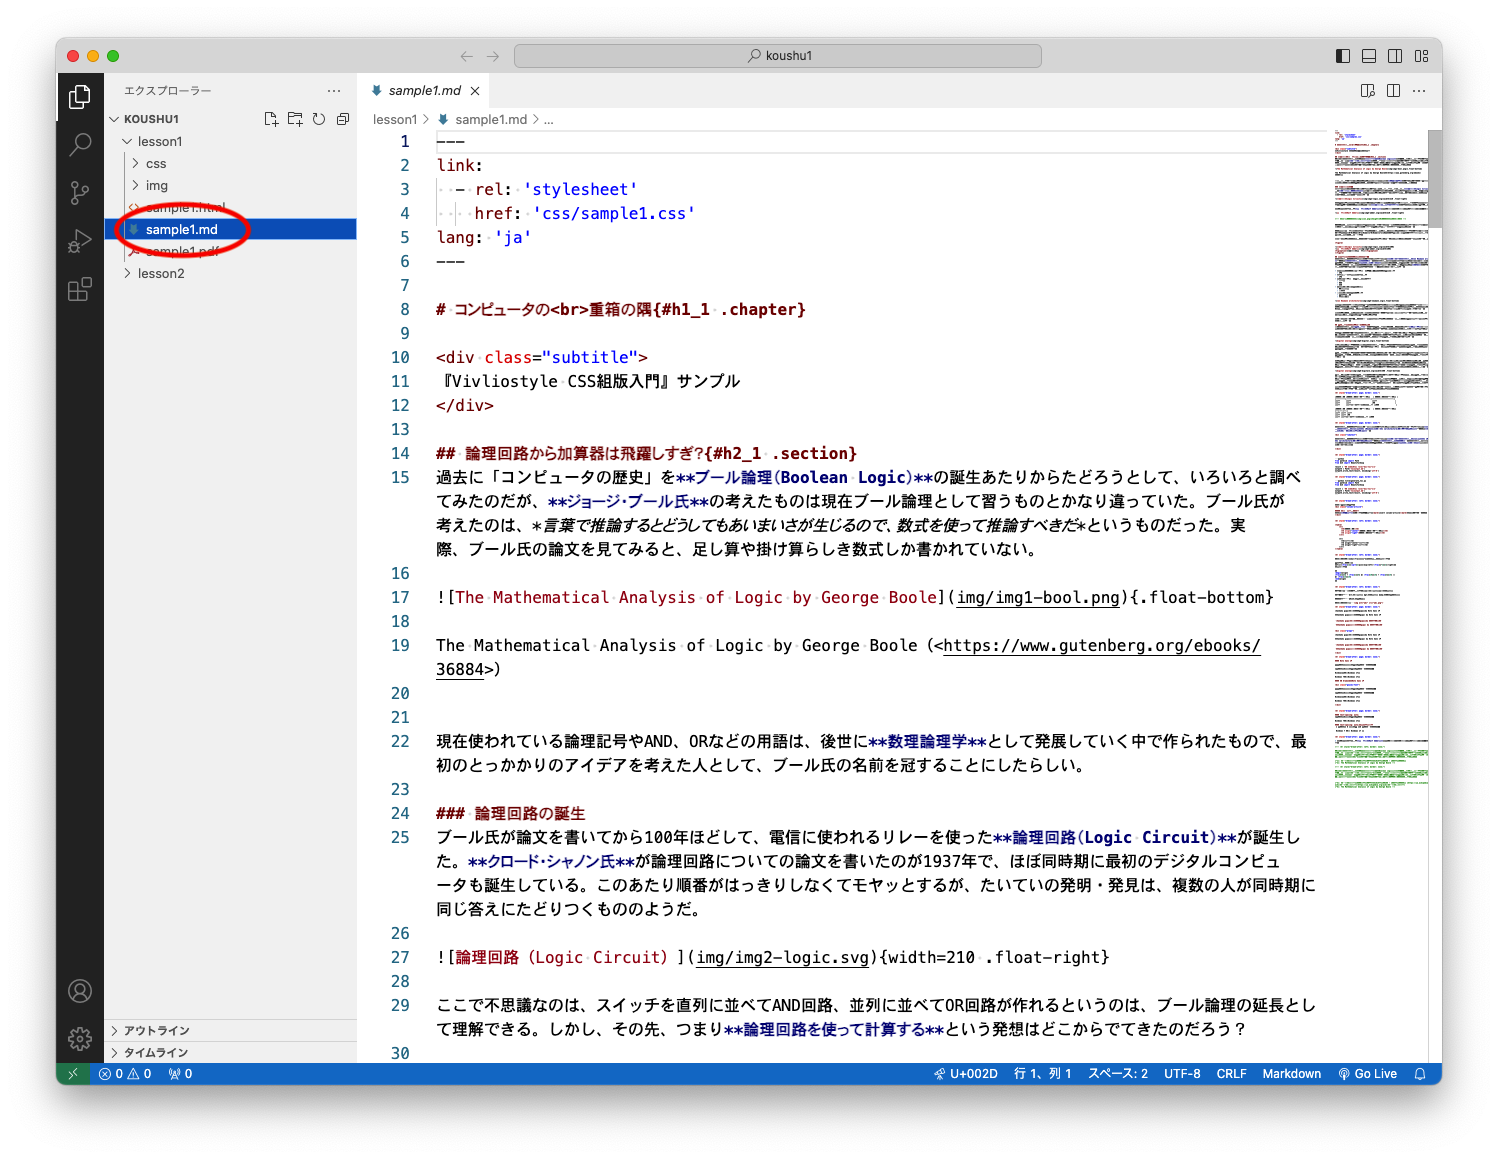 koushu1
エクスプローラー
KOUSHU1
lesson1
css
img
sample1.html
sample1.md
sample1.pdf
lesson2
アウトライン
タイムライン
sample1.md
lesson1 > sample1.md > ...
1 ---
2 link:
3 - rel: 'stylesheet'
4 href: 'css/sample1.css'
5 lang: 'ja'
6 ---
7
8 # コンピュータの<br>重箱の隅{#h1_1 .chapter}
9
10 <div class="subtitle">
11 『Vivliostyle CSS組版入門』サンプル
12 </div>
13
14 ## 論理回路から加算器は飛躍しすぎ？{#h2_1 .section}
15 過去に「コンピュータの歴史」を**ブール論理（Boolean Logic）**の誕生あたりからたどろうとして、いろいろと調べ
てみたのだが、**ジョージ・ブール氏**の考えたものは現在ブール論理として習うものとかなり違っていた。ブール氏が
考えたのは、*言葉で推論するとどうしてもあいまいさが生じるので、数式を使って推論すべきだ*というものだった。実
際、ブール氏の論文を見てみると、足し算や掛け算らしき数式しか書かれていない。
16
17 ![The Mathematical Analysis of Logic by George Boole](img/img1-bool.png){.float-bottom}
18
19 The Mathematical Analysis of Logic by George Boole（<https://www.gutenberg.org/ebooks/
36884>）
20
21
22 現在使われている論理記号やAND、ORなどの用語は、後世に**数理論理学**として発展していく中で作られたもので、最
初のとっかかりのアイデアを考えた人として、ブール氏の名前を冠することにしたらしい。
23
24 ### 論理回路の誕生
25 ブール氏が論文を書いてから100年ほどして、電信に使われるリレーを使った**論理回路（Logic Circuit）**が誕生し
た。**クロード・シャノン氏**が論理回路についての論文を書いたのが1937年で、ほぼ同時期に最初のデジタルコンピュ
ータも誕生している。このあたり順番がはっきりしなくてモヤッとするが、たいていの発明・発見は、複数の人が同時期に
同じ答えにたどりつくもののようだ。
26
27 ![論理回路（Logic Circuit）](img/img2-logic.svg){width=210 .float-right}
28
29 ここで不思議なのは、スイッチを直列に並べてAND回路、並列に並べてOR回路が作れるというのは、ブール論理の延長とし
て理解できる。しかし、その先、つまり**論理回路を使って計算する**という発想はどこからでてきたのだろう？
30
0 0 0 U+002D 行 1、列 1 スペース: 2 UTF-8 CRLF Markdown Go Live